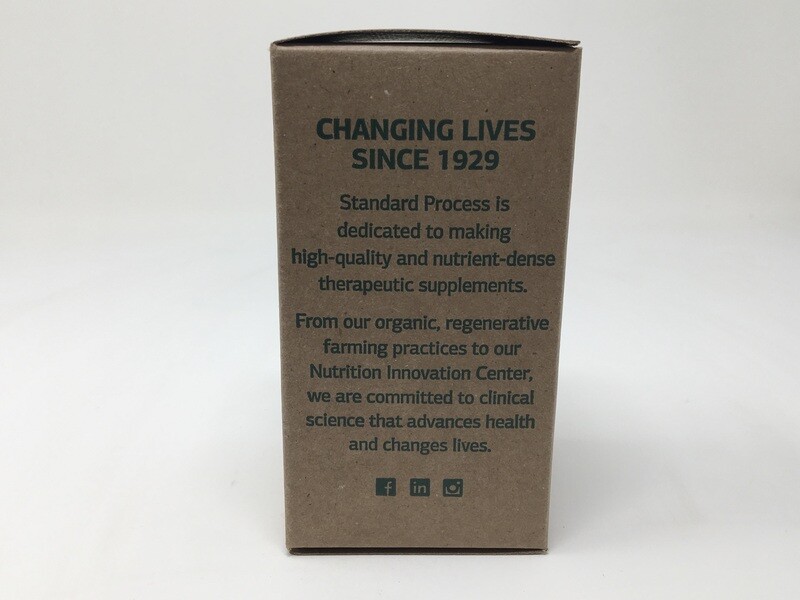 CHANGING LIVES
SINCE 1929
Standard Process is
dedicated to making
high-quality and nutrient-dense
therapeutic supplements.
From our organic, regenerative
farming practices to our
Nutrition Innovation Center,
we are committed to clinical
science that advances health
and changes lives.
f in